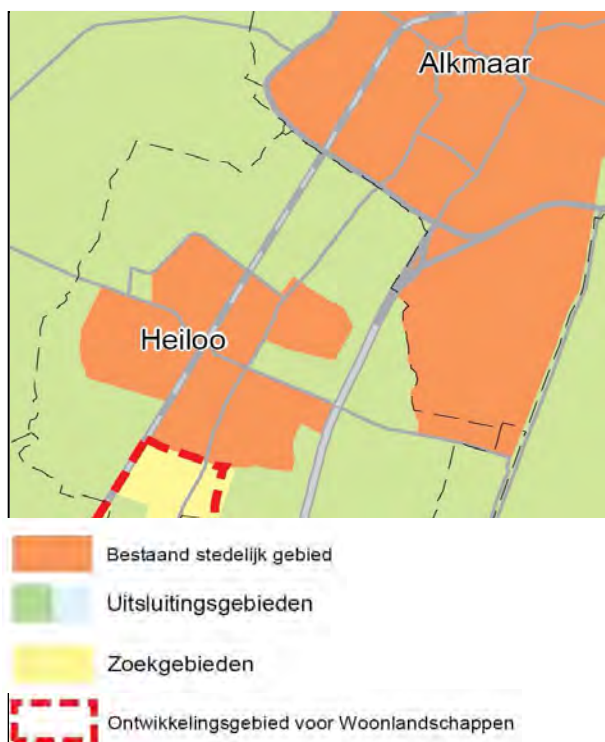 Alkmaar
Heiloo
Bestaand stedelijk gebied
Uitsluitingsgebieden
Zoekgebieden
Ontwikkelingsgebied voor Woonlandschappen